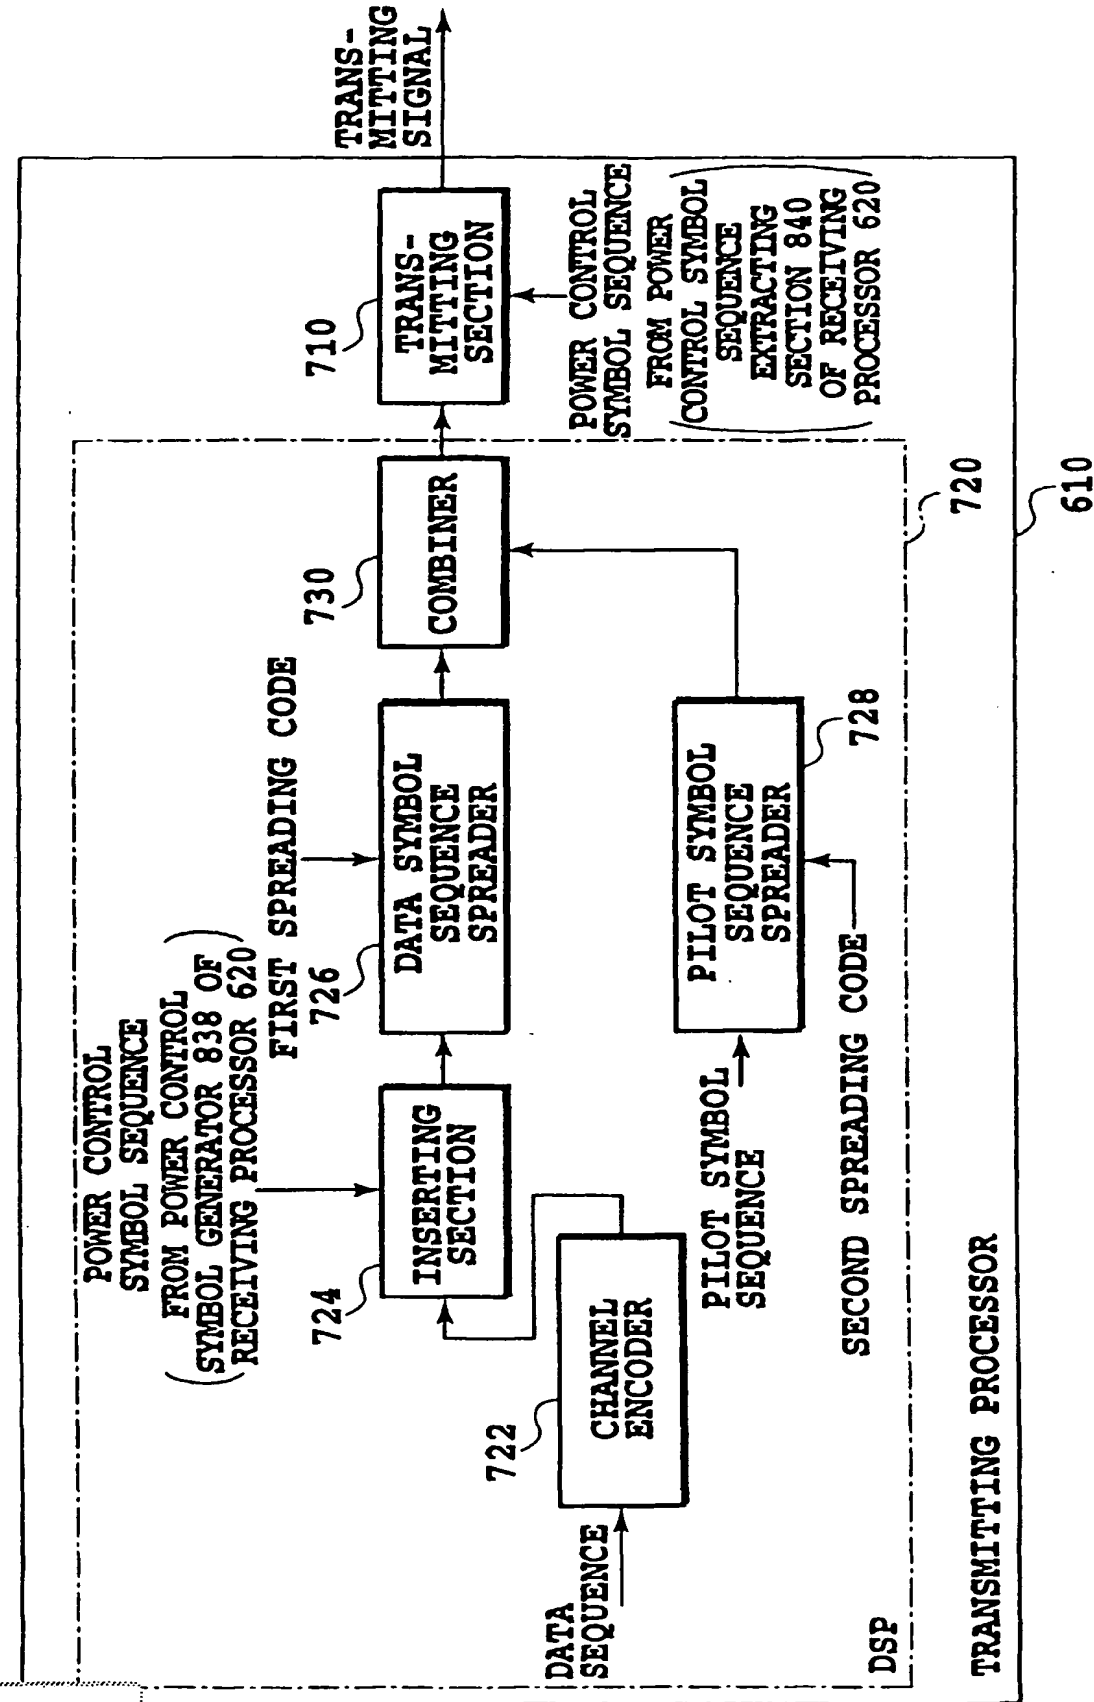 POWER CONTROL
SYMBOL SEQUENCE
FROM POWER CONTROL
SYMBOL GENERATOR 838 OF
RECEIVING PROCESSOR 620
FIRST SPREADING CODE
724
INSERTING
SECTION
726
DATA SYMBOL
SEQUENCE
SPREADER
730
COMBINER
710
TRANS-
MITTING
SECTION
TRANS-
MITTING
SIGNAL
POWER CONTROL
SYMBOL SEQUENCE
FROM POWER
CONTROL SYMBOL
SEQUENCE
EXTRACTING
SECTION 840
OF RECEIVING
PROCESSOR 620
DATA
SEQUENCE
722
CHANNEL
ENCODER
PILOT SYMBOL
SEQUENCE
PILOT SYMBOL
SEQUENCE
SPREADER
728
SECOND SPREADING CODE
DSP
720
TRANSMITTING PROCESSOR
610